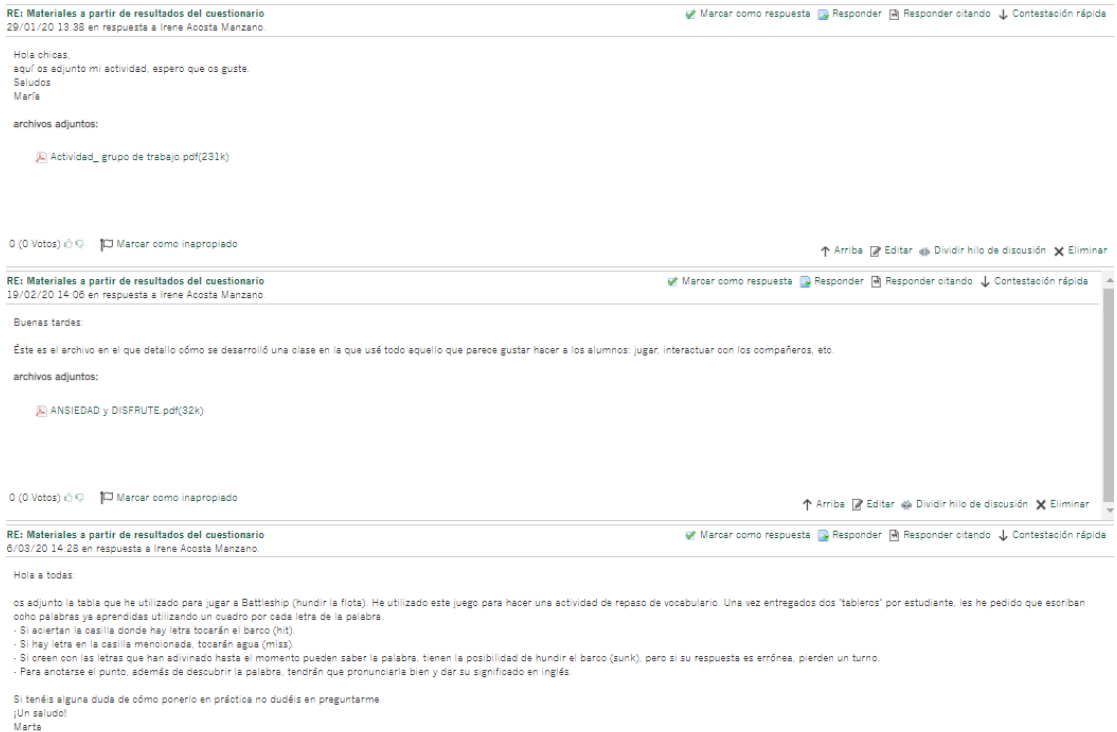 RE: Materiales a partir de resultados del cuestionario
Marcar como respuesta Responder Responder citando Contestación rápida
29/01/20 13:38 en respuesta a Irene Acosta Manzano.
Hola chicas,
aquí os adjunto mi actividad, espero que os guste.
Saludos
María
archivos adjuntos:
Actividad_ grupo de trabajo.pdf(231k)
0 (0 Votos) Marcar como inapropiado
Arriba Editar Dividir hilo de discusión Eliminar
RE: Materiales a partir de resultados del cuestionario
Marcar como respuesta Responder Responder citando Contestación rápida
19/02/20 14:06 en respuesta a Irene Acosta Manzano.
Buenas tardes:
Éste es el archivo en el que detallo cómo se desarrolló una clase en la que usé todo aquello que parece gustar hacer a los alumnos: jugar, interactuar con los compañeros, etc.
archivos adjuntos:
ANSIEDAD y DISFRUTE.pdf(32k)
0 (0 Votos) Marcar como inapropiado
Arriba Editar Dividir hilo de discusión Eliminar
RE: Materiales a partir de resultados del cuestionario
Marcar como respuesta Responder Responder citando Contestación rápida
6/03/20 14:28 en respuesta a Irene Acosta Manzano.
Hola a todas:
os adjunto la tabla que he utilizado para jugar a Battleship (hundir la flota). He utilizado este juego para hacer una actividad de repaso de vocabulario. Una vez entregados dos "tableros" por estudiante, les he pedido que escriban
ocho palabras ya aprendidas utilizando un cuadro por cada letra de la palabra.
- Si aciertan la casilla donde hay letra tocarán el barco (hit).
- Si hay letra en la casilla mencionada, tocarán agua (miss).
- Si creen con las letras que han adivinado hasta el momento pueden saber la palabra, tienen la posibilidad de hundir el barco (sunk), pero si su respuesta es errónea, pierden un turno.
- Para anotarse el punto, además de descubrir la palabra, tendrán que pronunciarla bien y dar su significado en inglés.
Si tenéis alguna duda de cómo ponerlo en práctica no dudéis en preguntarme.
¡Un saludo!
Marta